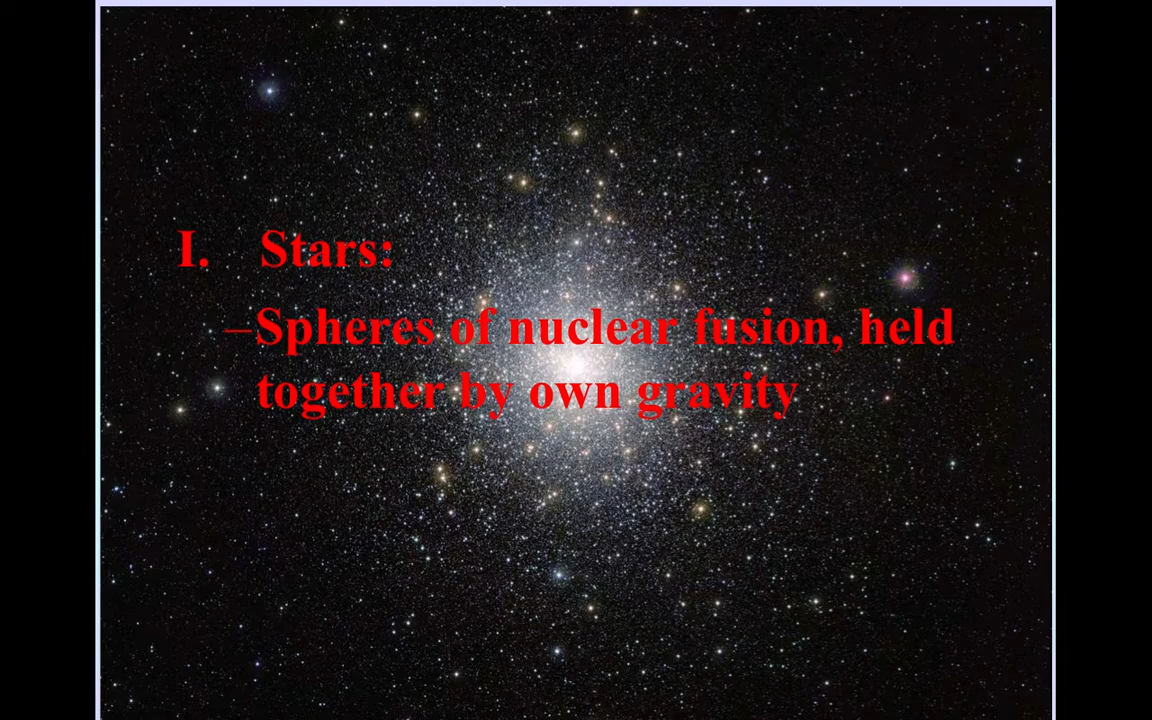 I. Stars:
–Spheres of nuclear fusion, held
together by own gravity